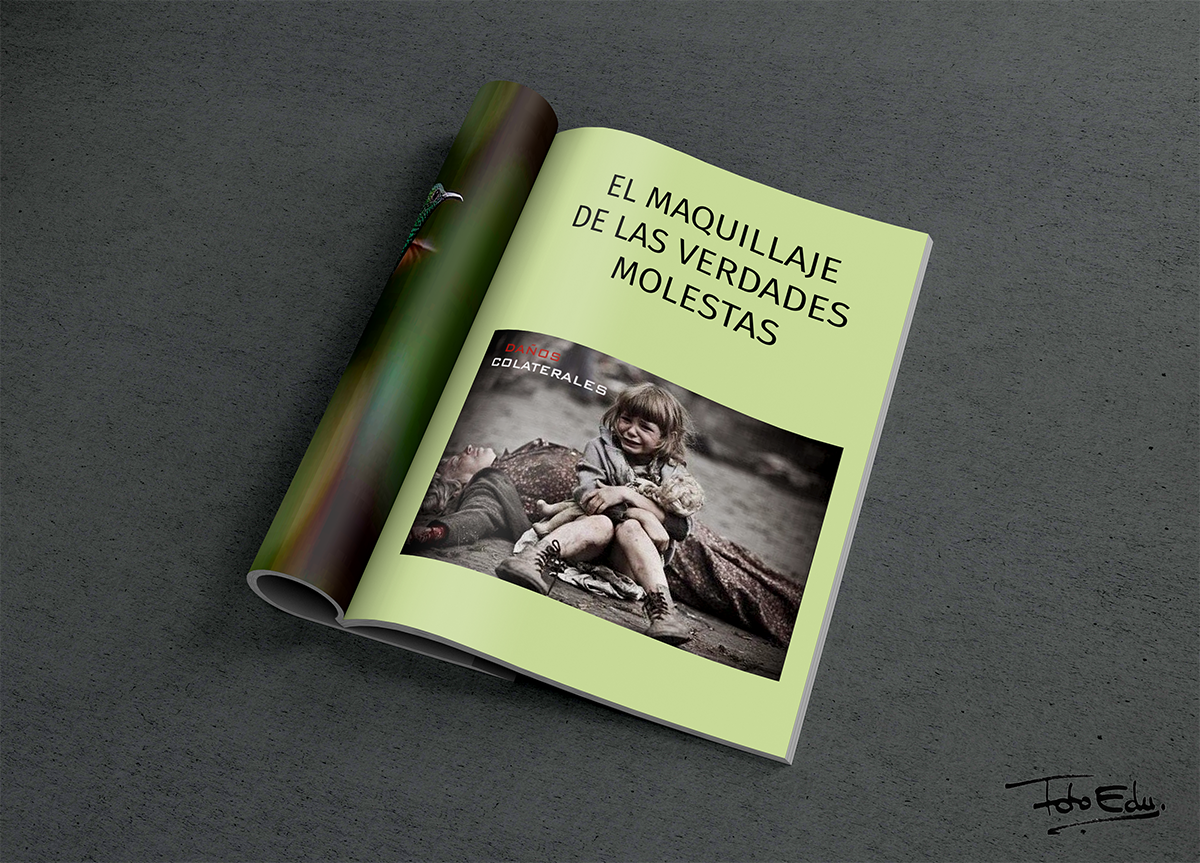 EL MAQUILLAJE
DE LAS VERDADES
MOLESTAS
DAÑOS
COLATERALES
Foto Edu.